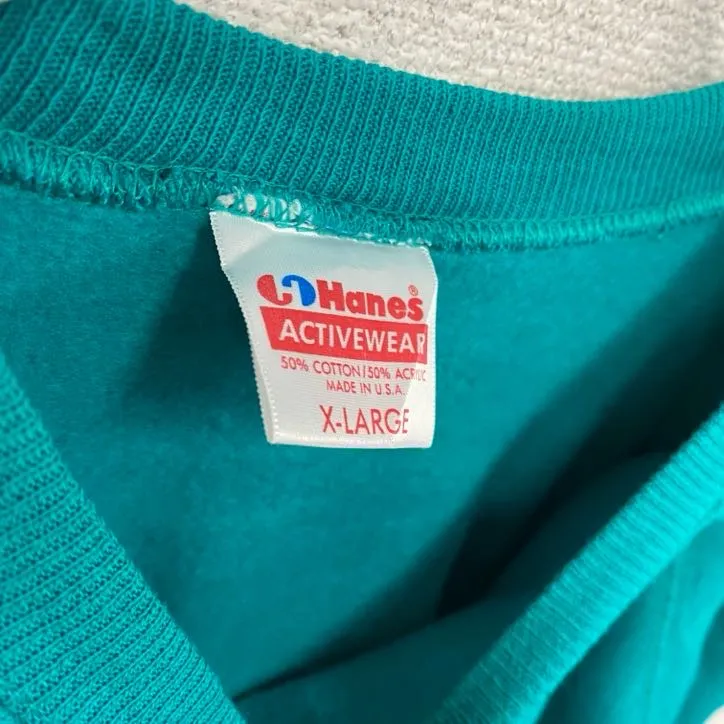 Hanes®
ACTIVEWEAR
50% COTTON/50% ACRYLIC
MADE IN U.S.A.
X-LARGE